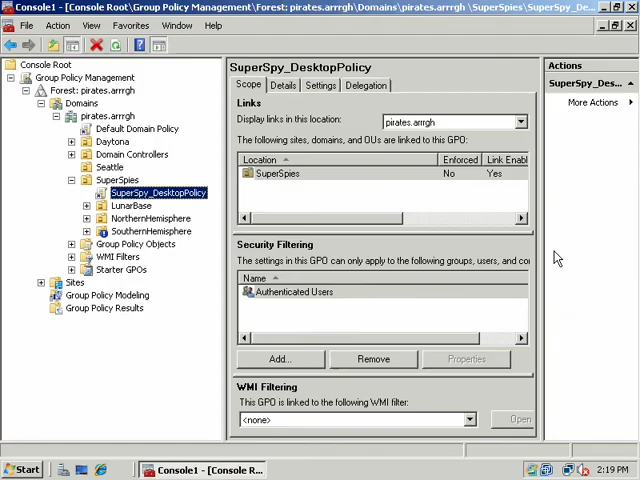 Console1 - [Console Root\Group Policy Management\Forest: pirates.arrrgh\Domains\pirates.arrrgh \SuperSpies\SuperSpy_De...
File Action View Favorites Window Help
Console Root
Group Policy Management
Forest: pirates.arrrgh
Domains
pirates.arrrgh
Default Domain Policy
Daytona
Domain Controllers
Seattle
SuperSpies
SuperSpy_DesktopPolicy
LunarBase
NorthernHemisphere
SouthernHemisphere
Group Policy Objects
WMI Filters
Starter GPOs
Sites
Group Policy Modeling
Group Policy Results
SuperSpy_DesktopPolicy
Scope Details Settings Delegation
Links
Display links in this location: pirates.arrrgh
The following sites, domains, and OUs are linked to this GPO:
Location Enforced Link Enabl
SuperSpies No Yes
Security Filtering
The settings in this GPO can only apply to the following groups, users, and cor
Name
Authenticated Users
Add... Remove Properties
WMI Filtering
This GPO is linked to the following WMI filter:
<none> Open
Actions
SuperSpy_Des...
More Actions
Start Console1 - [Console R... 2:19 PM